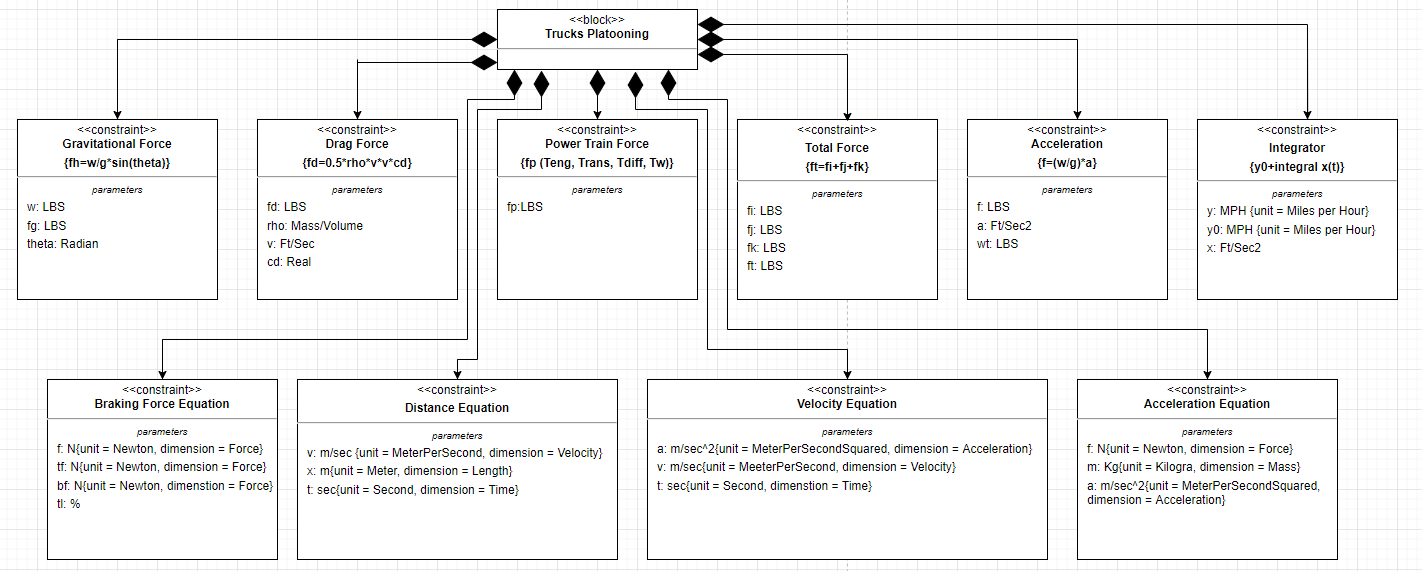 <<block>>
Trucks Platooning
<<constraint>>
Gravitational Force
{fh=w/g*sin(theta)}
parameters
w: LBS
fg: LBS
theta: Radian
<<constraint>>
Drag Force
{fd=0.5*rho*v*v*cd}
parameters
fd: LBS
rho: Mass/Volume
v: Ft/Sec
cd: Real
<<constraint>>
Power Train Force
{fp (Teng, Trans, Tdiff, Tw)}
parameters
fp:LBS
<<constraint>>
Total Force
{ft=fi+fj+fk}
parameters
fi: LBS
fj: LBS
fk: LBS
ft: LBS
<<constraint>>
Acceleration
{f=(w/g)*a}
parameters
f: LBS
a: Ft/Sec2
wt: LBS
<<constraint>>
Integrator
{y0+integral x(t)}
parameters
y: MPH {unit = Miles per Hour}
y0: MPH {unit = Miles per Hour}
x: Ft/Sec2
<<constraint>>
Braking Force Equation
parameters
f: N{unit = Newton, dimension = Force}
tf: N{unit = Newton, dimension = Force}
bf: N{unit = Newton, dimenstion = Force}
tl: %
<<constraint>>
Distance Equation
parameters
v: m/sec {unit = MeterPerSecond, dimension = Velocity}
x: m{unit = Meter, dimension = Length}
t: sec{unit = Second, dimension = Time}
<<constraint>>
Velocity Equation
parameters
a: m/sec^2{unit = MeterPerSecondSquared, dimension = Acceleration}
v: m/sec{unit = MeeterPerSecond, dimension = Velocity}
t: sec{unit = Second, dimenstion = Time}
<<constraint>>
Acceleration Equation
parameters
f: N{unit = Newton, dimension = Force}
m: Kg{unit = Kilogra, dimension = Mass}
a: m/sec^2{unit = MeterPerSecondSquared,
dimension = Acceleration}